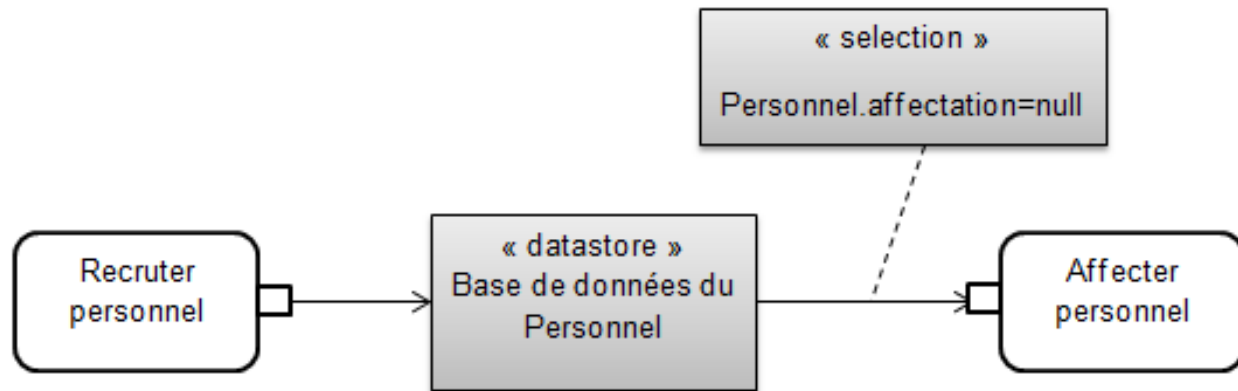 « selection »
Personnel.affectation=null
Recruter
personnel
« datastore »
Base de données du
Personnel
Affecter
personnel